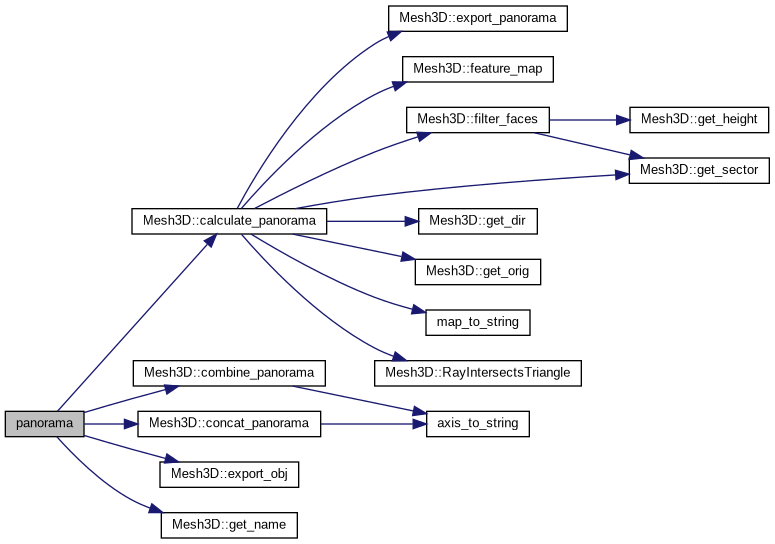 Mesh3D::export_panorama
Mesh3D::feature_map
Mesh3D::filter_faces
Mesh3D::get_height
Mesh3D::get_sector
Mesh3D::calculate_panorama
Mesh3D::get_dir
Mesh3D::get_orig
map_to_string
Mesh3D::RayIntersectsTriangle
Mesh3D::combine_panorama
panorama
Mesh3D::concat_panorama
axis_to_string
Mesh3D::export_obj
Mesh3D::get_name